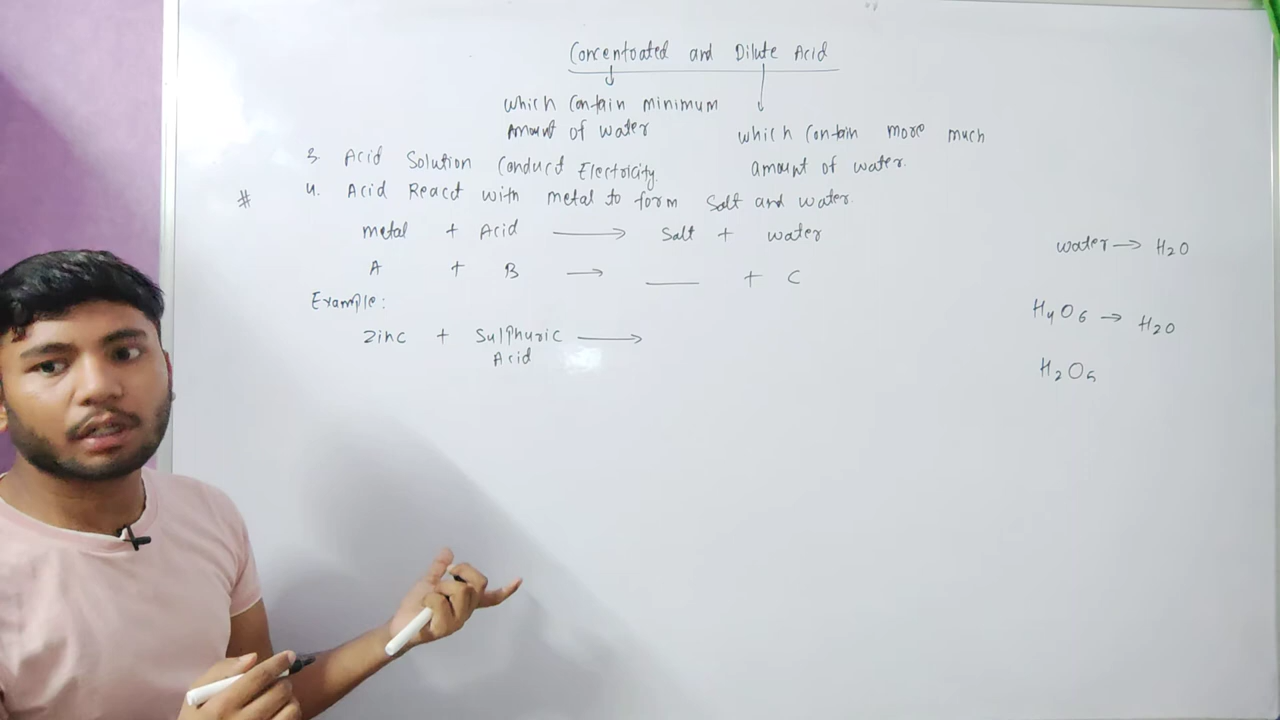 Concentrated and Dilute Acid
which contain minimum
Amount of water
which contain more much
amount of water.
3. Acid Solution Conduct Electricity.
# 4. Acid React with metal to form Salt and water.
metal + Acid → Salt + water
A + B → ___ + C
Example:
Zinc + Sulphuric →
Acid
water → H2O
H4O6 → H2O
H2O5